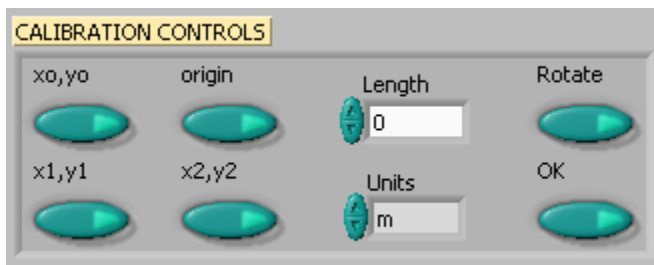 CALIBRATION CONTROLS
xo,yo origin Length Rotate
0
x1,y1 x2,y2 Units OK
m